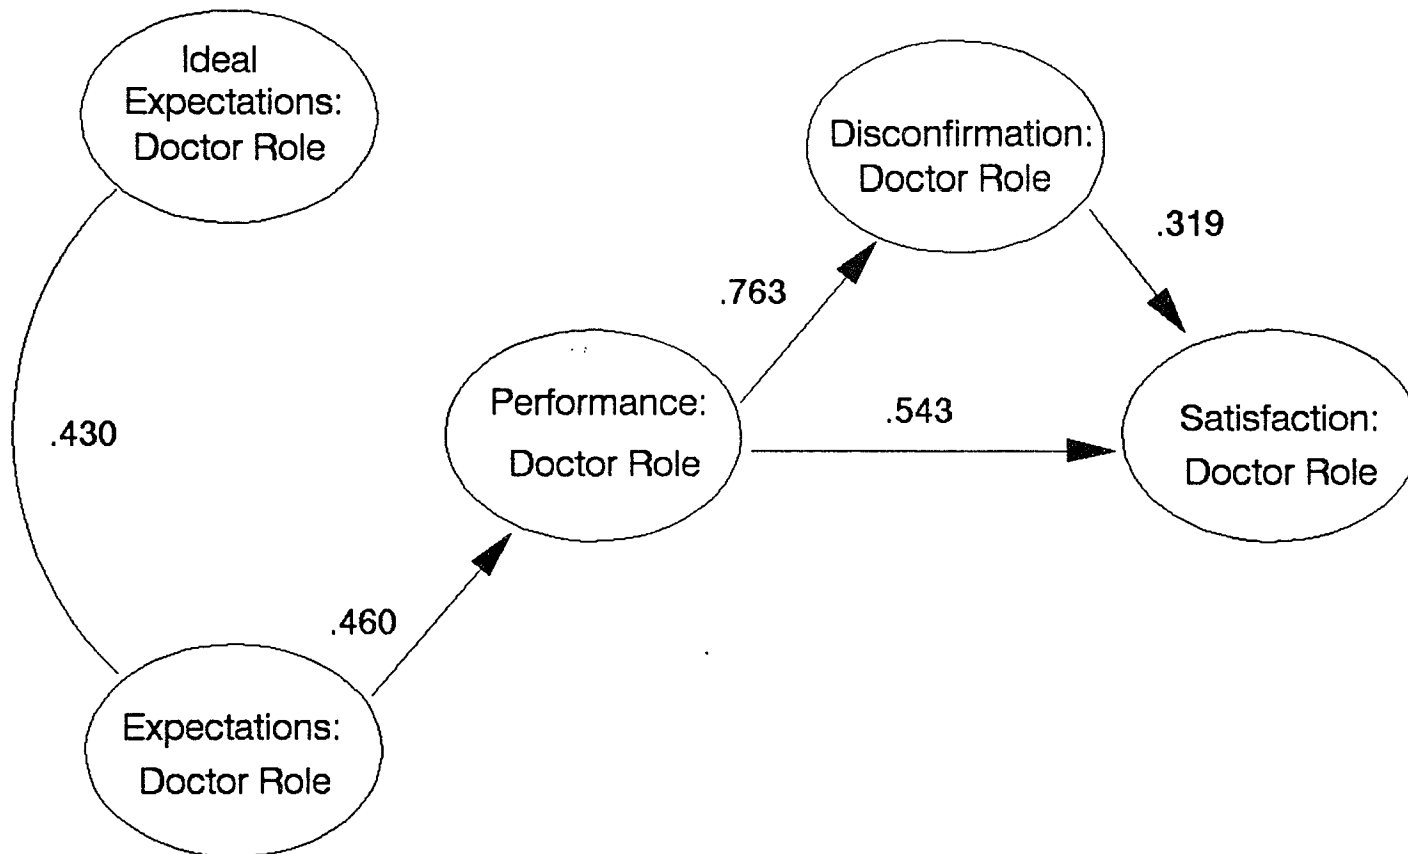 Ideal
Expectations:
Doctor Role
Disconfirmation:
Doctor Role
.319
.763
Performance:
Doctor Role
.543
Satisfaction:
Doctor Role
.430
.460
Expectations:
Doctor Role